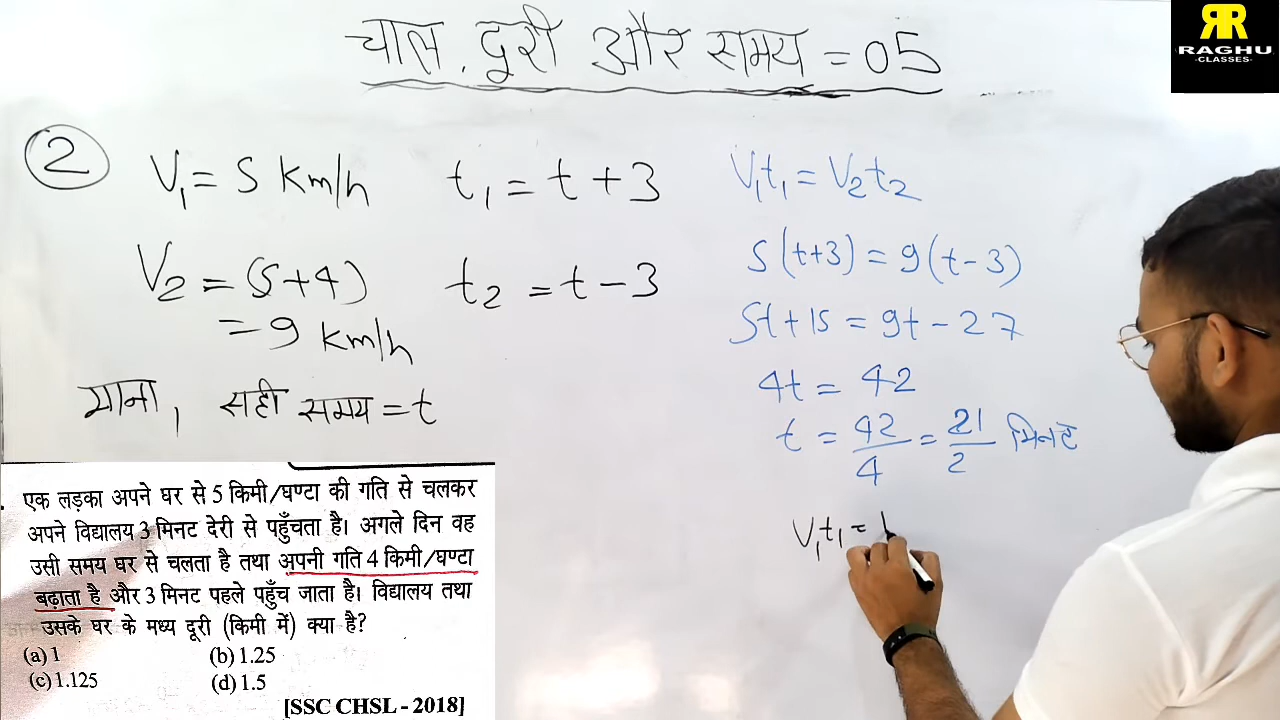 चाल, दूरी और समय = 05
RR
RAGHU
-CLASSES-
2
V₁ = 5 Km/h t₁ = t + 3
V₂ = (5+4) t₂ = t - 3
= 9 Km/h
माना, सही समय = t
V₁t₁ = V₂t₂
5(t+3) = 9(t-3)
5t+15 = 9t-27
4t = 42
t = 42/4 = 21/2 मिनट
V₁t₁ =
एक लड़का अपने घर से 5 किमी/घण्टा की गति से चलकर
अपने विद्यालय 3 मिनट देरी से पहुँचता है। अगले दिन वह
उसी समय घर से चलता है तथा अपनी गति 4 किमी/घण्टा
बढ़ाता है और 3 मिनट पहले पहुँच जाता है। विद्यालय तथा
उसके घर के मध्य दूरी (किमी में) क्या है?
(a) 1 (b) 1.25
(c) 1.125 (d) 1.5
[SSC CHSL - 2018]